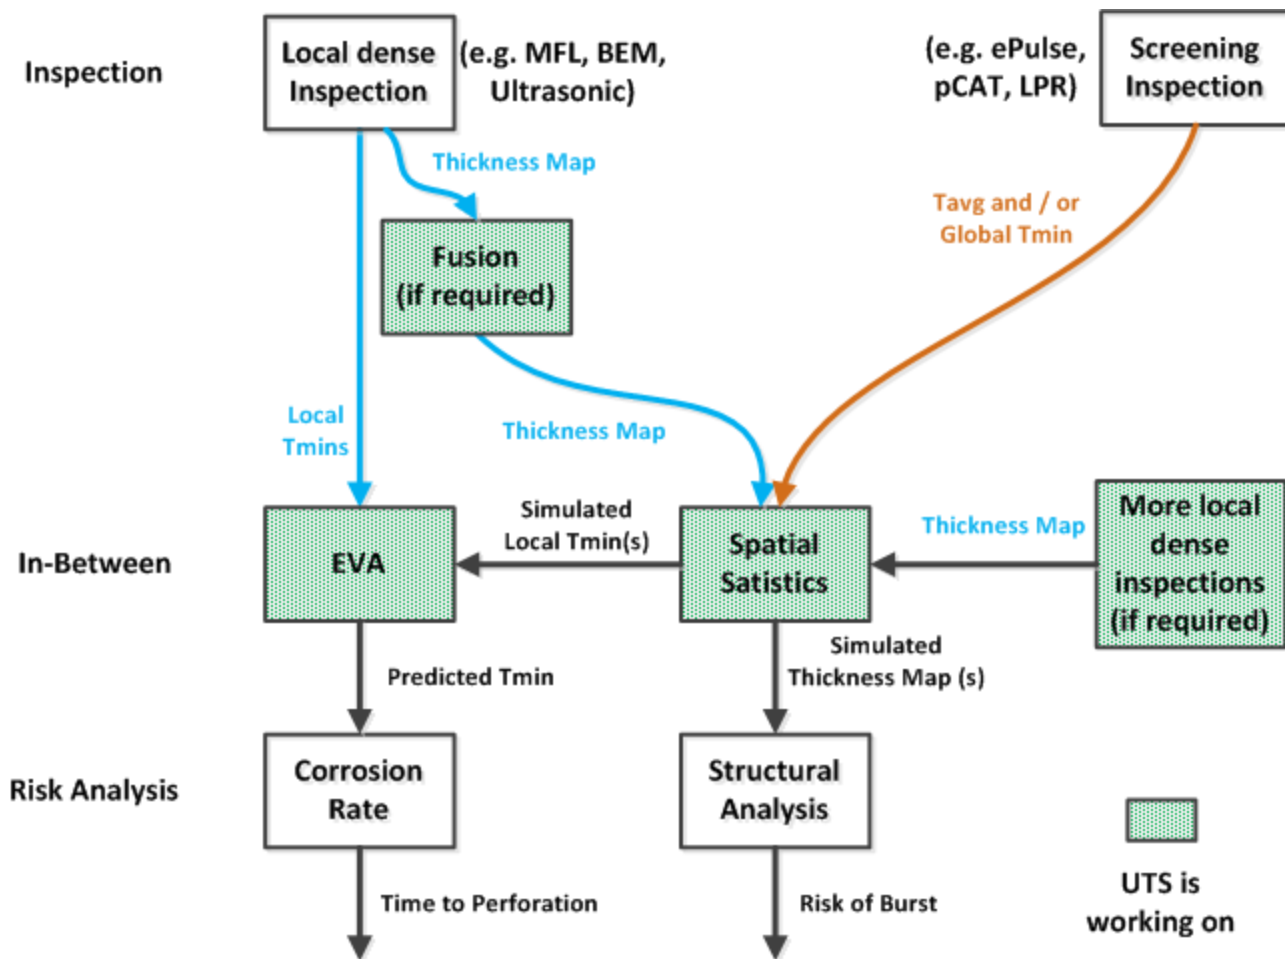 Inspection
Local dense
Inspection
(e.g. MFL, BEM,
Ultrasonic)
(e.g. ePulse,
pCAT, LPR)
Screening
Inspection
Thickness Map
Tavg and / or
Global Tmin
Fusion
(if required)
Local
Tmins
Thickness Map
In-Between
EVA
Simulated
Local Tmin(s)
Spatial
Satistics
Thickness Map
More local
dense
inspections
(if required)
Predicted Tmin
Simulated
Thickness Map (s)
Risk Analysis
Corrosion
Rate
Structural
Analysis
Time to Perforation
Risk of Burst
UTS is
working on